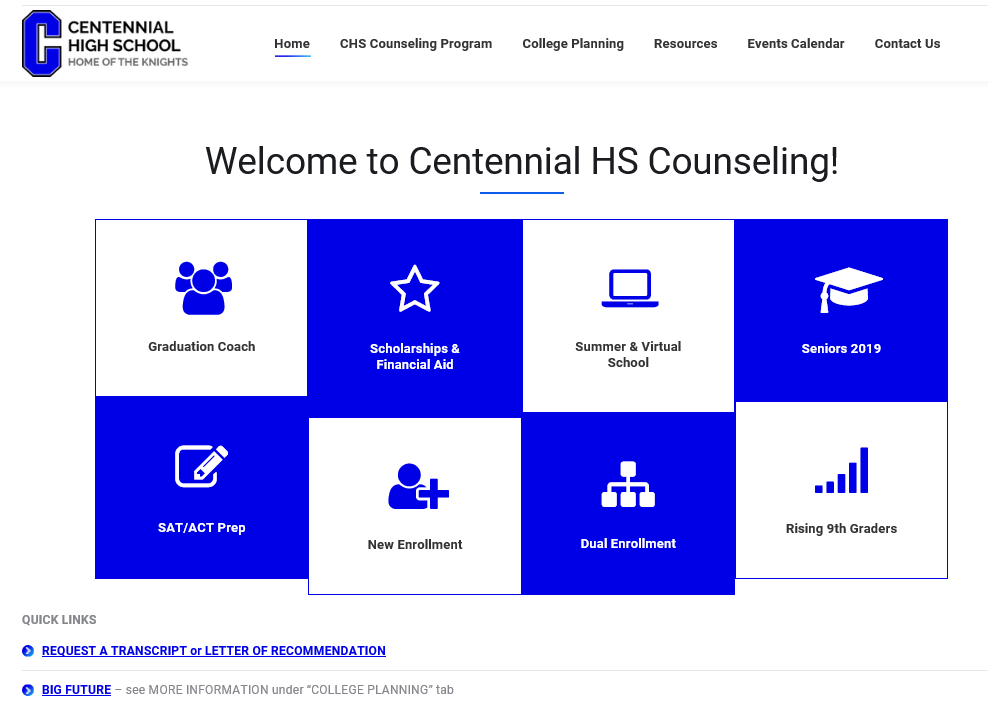 CENTENNIAL
HIGH SCHOOL
HOME OF THE KNIGHTS
Home
CHS Counseling Program
College Planning
Resources
Events Calendar
Contact Us
Welcome to Centennial HS Counseling!
Graduation Coach
Scholarships &
Financial Aid
Summer & Virtual
School
Seniors 2019
SAT/ACT Prep
New Enrollment
Dual Enrollment
Rising 9th Graders
QUICK LINKS
REQUEST A TRANSCRIPT or LETTER OF RECOMMENDATION
BIG FUTURE – see MORE INFORMATION under “COLLEGE PLANNING” tab